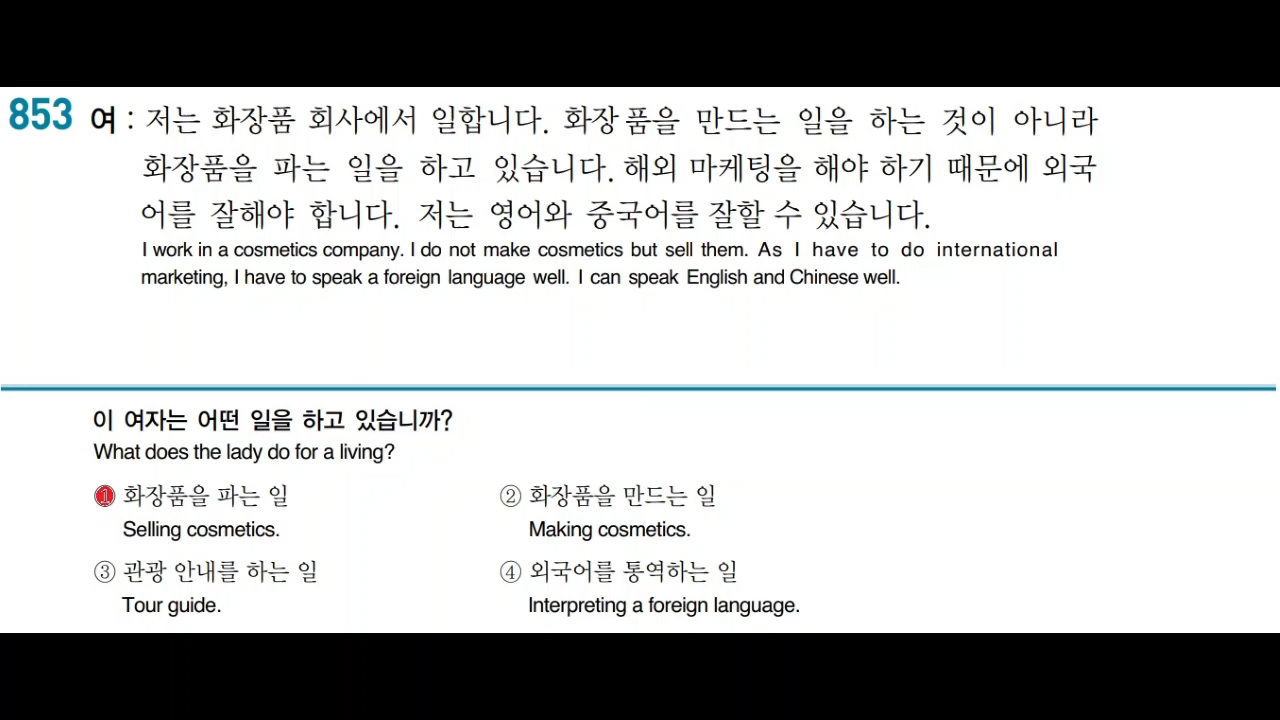 853 여 : 저는 화장품 회사에서 일합니다. 화장품을 만드는 일을 하는 것이 아니라
화장품을 파는 일을 하고 있습니다. 해외 마케팅을 해야 하기 때문에 외국
어를 잘해야 합니다. 저는 영어와 중국어를 잘할 수 있습니다.
I work in a cosmetics company. I do not make cosmetics but sell them. As I have to do international
marketing, I have to speak a foreign language well. I can speak English and Chinese well.
이 여자는 어떤 일을 하고 있습니까?
What does the lady do for a living?
① 화장품을 파는 일 ② 화장품을 만드는 일
Selling cosmetics. Making cosmetics.
③ 관광 안내를 하는 일 ④ 외국어를 통역하는 일
Tour guide. Interpreting a foreign language.